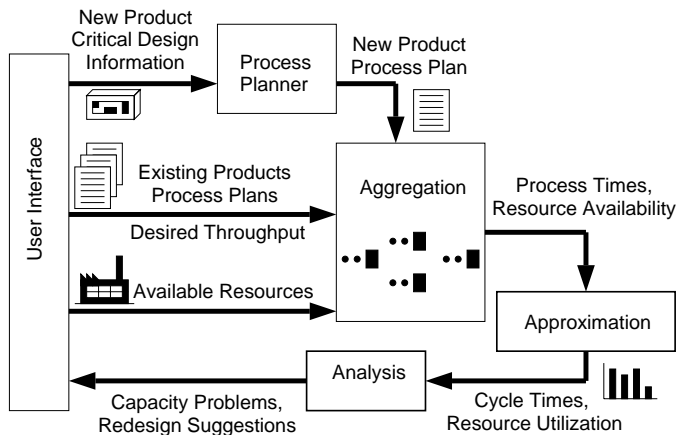 New Product
Critical Design
Information
Process
Planner
New Product
Process Plan
User Interface
Existing Products
Process Plans
Desired Throughput
Aggregation
Process Times,
Resource Availability
Available Resources
Approximation
Analysis
Capacity Problems,
Redesign Suggestions
Cycle Times,
Resource Utilization